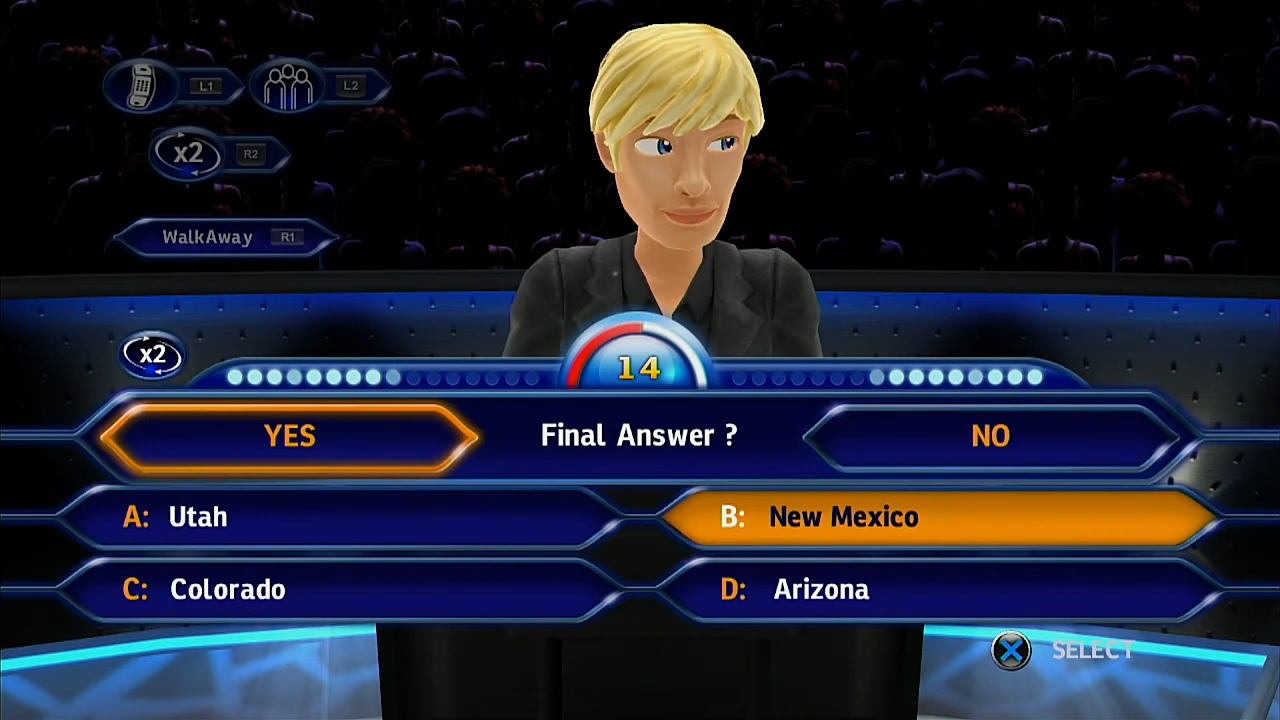 L1
L2
x2
R2
WalkAway R1
x2
14
YES Final Answer ? NO
A: Utah B: New Mexico
C: Colorado D: Arizona
X SELECT